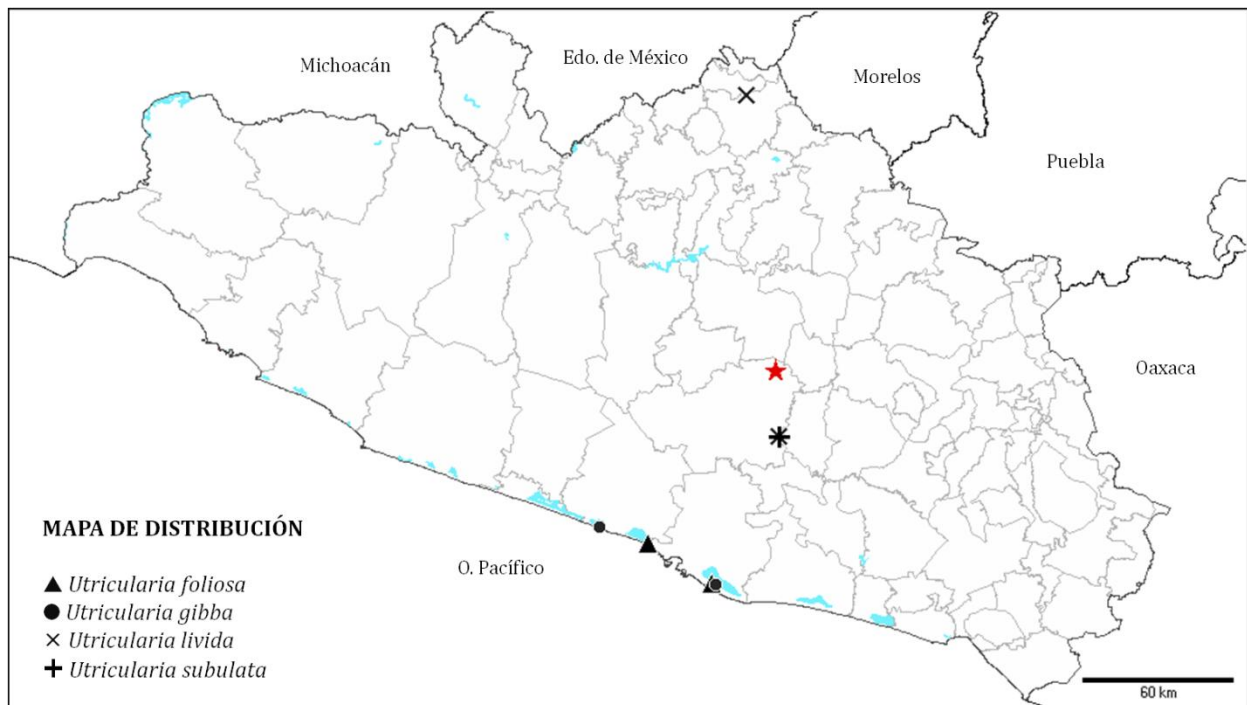 Michoacán
Edo. de México
Morelos
Puebla
Oaxaca
O. Pacífico
MAPA DE DISTRIBUCIÓN
Utricularia foliosa
Utricularia gibba
Utricularia livida
Utricularia subulata
60 km